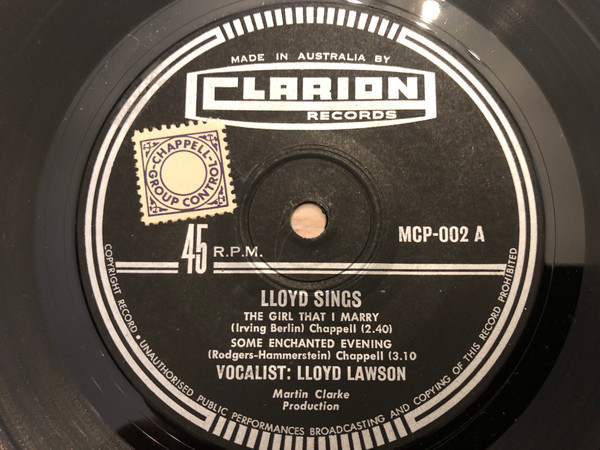 MADE IN AUSTRALIA BY
CLARION
RECORDS
CHAPPELL
GROUP CONTROL
45 R.P.M.
MCP-002 A
LLOYD SINGS
THE GIRL THAT I MARRY
(Irving Berlin) Chappell (2.40)
SOME ENCHANTED EVENING
(Rodgers-Hammerstein) Chappell (3.10
VOCALIST: LLOYD LAWSON
Martin Clarke
Production
COPYRIGHT RECORD • UNAUTHORISED PUBLIC PERFORMANCES BROADCASTING AND COPYING OF THIS RECORD PROHIBITED